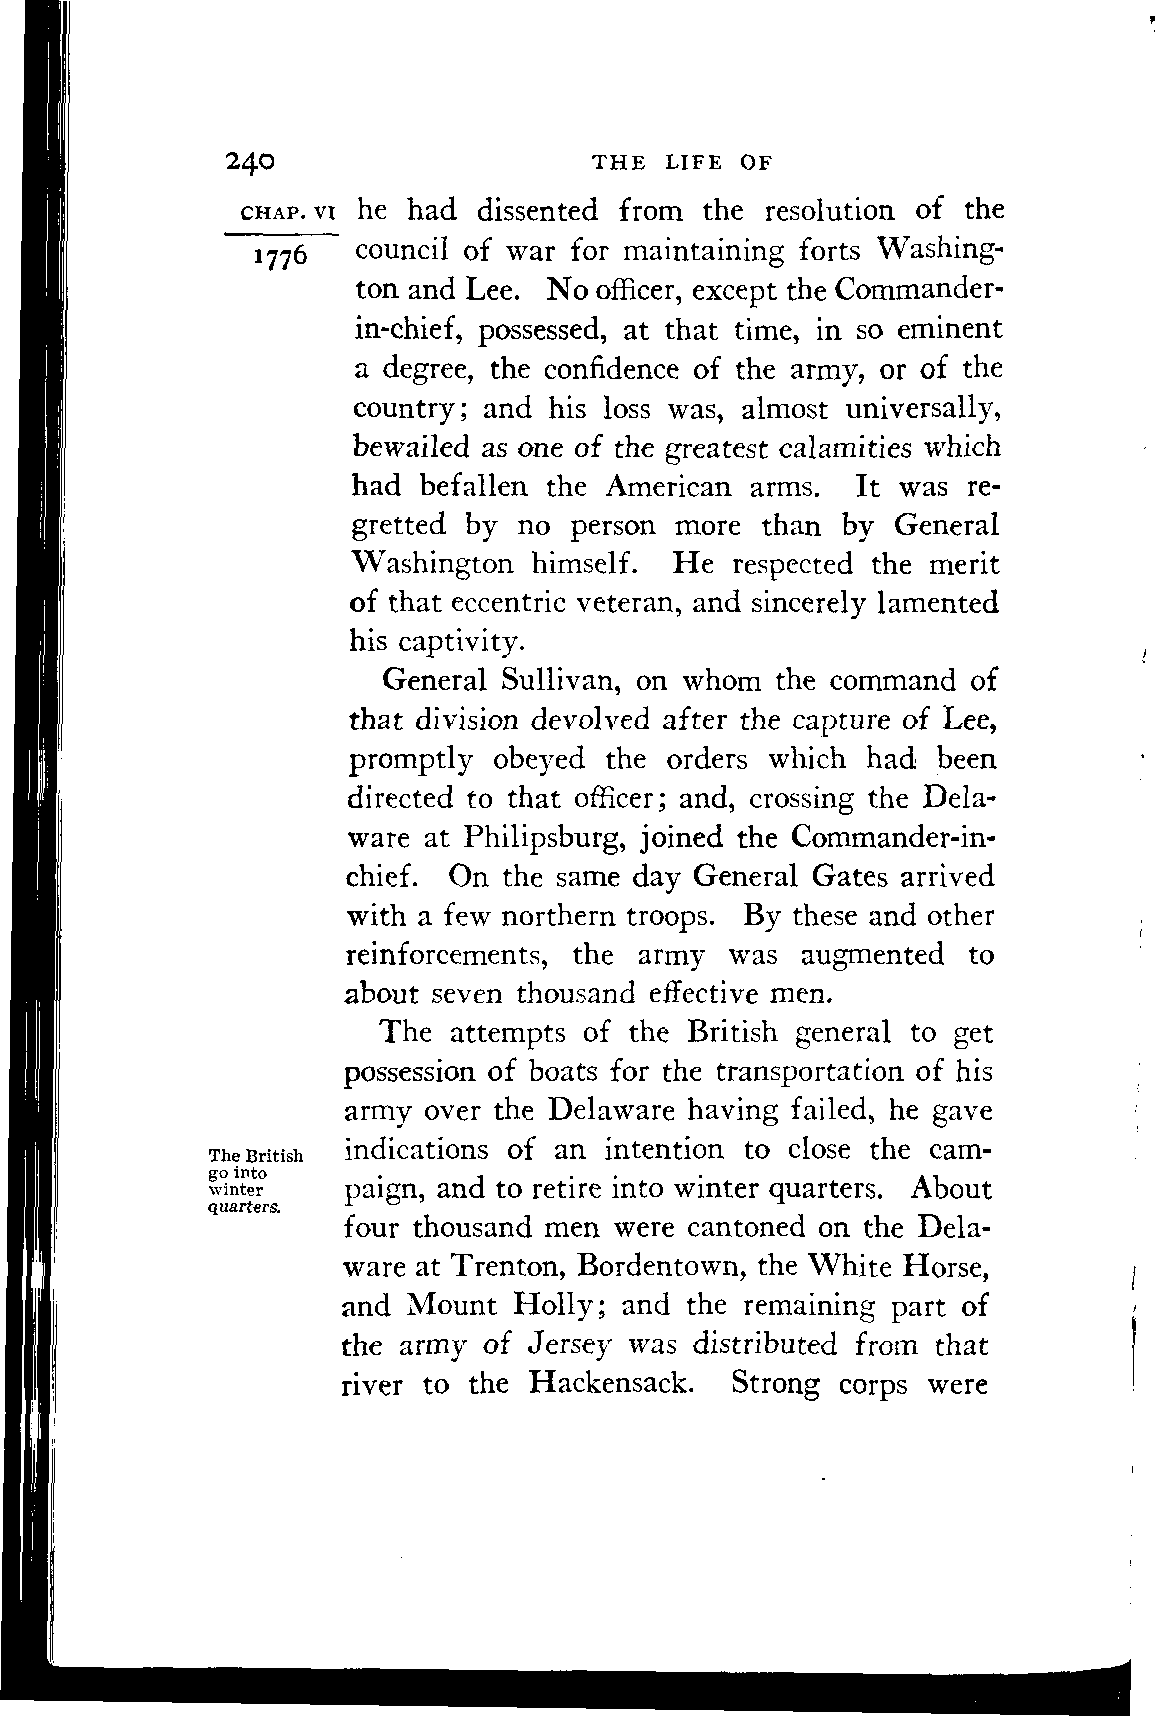 240 THE LIFE OF
CHAP. VI
1776
he had dissented from the resolution of the
council of war for maintaining forts Washing-
ton and Lee. No officer, except the Commander-
in-chief, possessed, at that time, in so eminent
a degree, the confidence of the army, or of the
country; and his loss was, almost universally,
bewailed as one of the greatest calamities which
had befallen the American arms. It was re-
gretted by no person more than by General
Washington himself. He respected the merit
of that eccentric veteran, and sincerely lamented
his captivity.
General Sullivan, on whom the command of
that division devolved after the capture of Lee,
promptly obeyed the orders which had been
directed to that officer; and, crossing the Dela-
ware at Philipsburg, joined the Commander-in-
chief. On the same day General Gates arrived
with a few northern troops. By these and other
reinforcements, the army was augmented to
about seven thousand effective men.
The attempts of the British general to get
possession of boats for the transportation of his
army over the Delaware having failed, he gave
The British
go into
winter
quarters.
indications of an intention to close the cam-
paign, and to retire into winter quarters. About
four thousand men were cantoned on the Dela-
ware at Trenton, Bordentown, the White Horse,
and Mount Holly; and the remaining part of
the army of Jersey was distributed from that
river to the Hackensack. Strong corps were